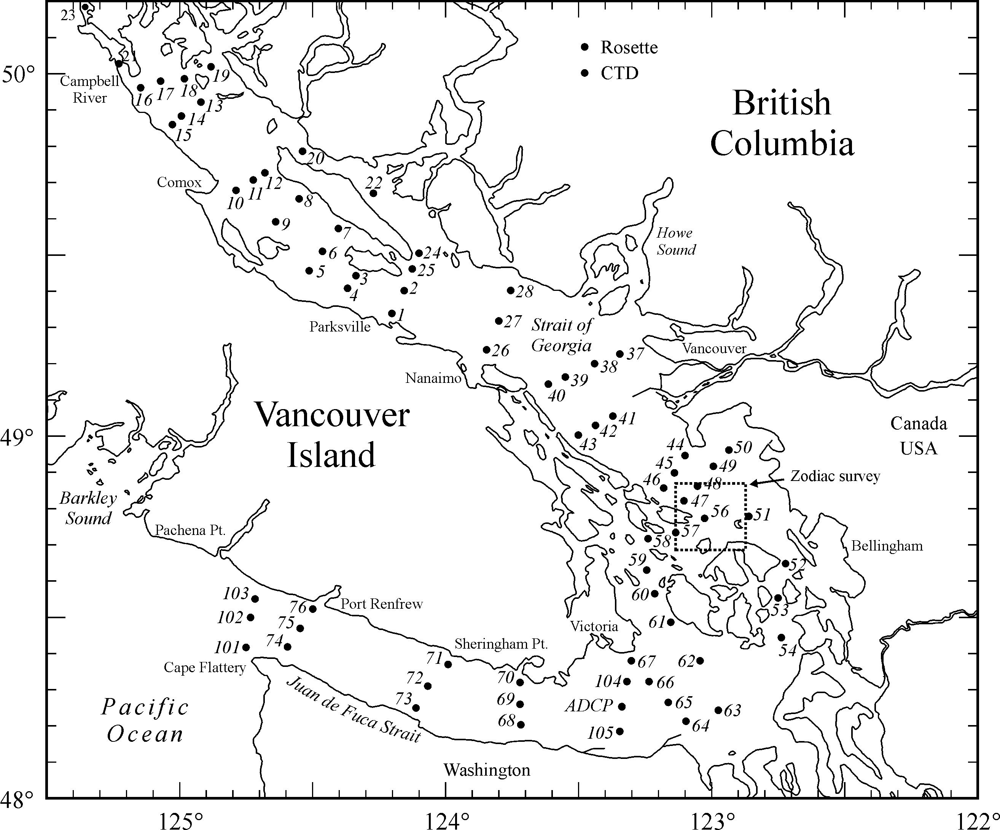 23
21
Rosette
CTD
50°
Campbell
River
19
18
17
16
13
14
15
British
Columbia
20
Comox
12
11
10
22
8
9
7
Howe
Sound
6
24
5
25
3
4
2
28
1
Parksville
27
Strait of
Georgia
26
37
Vancouver
38
Nanaimo
39
40
Vancouver
Island
41
42
43
Canada
USA
49°
44
50
45
49
46
48
Zodiac survey
Barkley
Sound
47
56
51
Pachena Pt.
57
58
Bellingham
59
52
103
60
76
Port Renfrew
53
102
75
61
Victoria
74
101
Sheringham Pt.
54
Cape Flattery
71
67
62
72
70
104
66
Juan de Fuca Strait
73
69
ADCP
65
63
Pacific
Ocean
68
105
64
Washington
48°
125°
124°
123°
122°